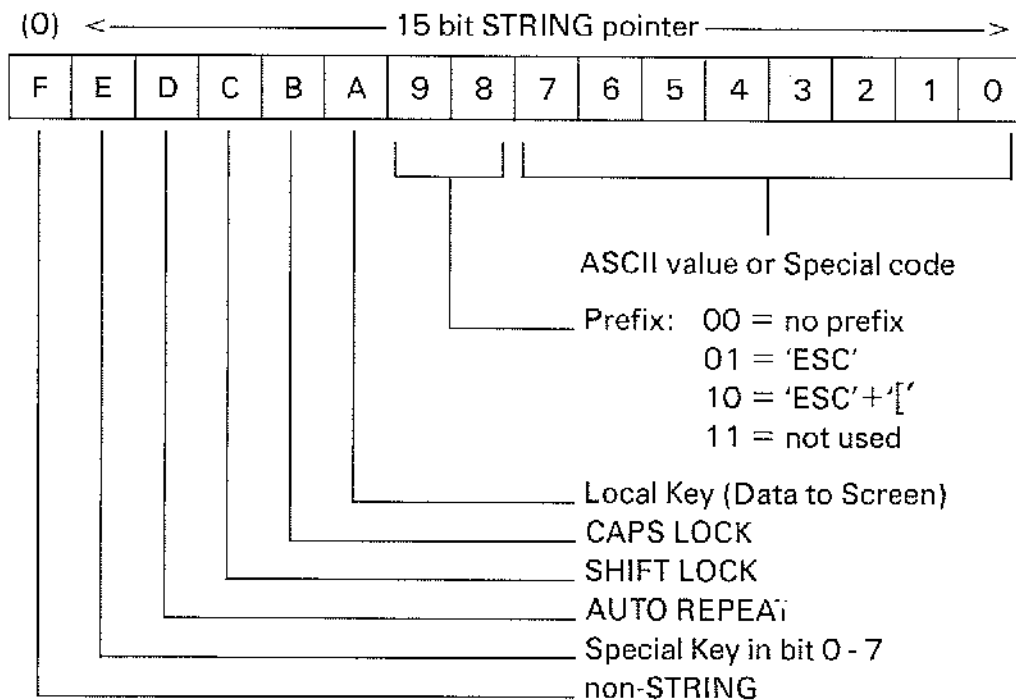 (0) < 15 bit STRING pointer >
F E D C B A 9 8 7 6 5 4 3 2 1 0
ASCII value or Special code
Prefix: 00 = no prefix
01 = ‘ESC’
10 = ‘ESC’+‘[’
11 = not used
Local Key (Data to Screen)
CAPS LOCK
SHIFT LOCK
AUTO REPEAT
Special Key in bit 0 - 7
non-STRING